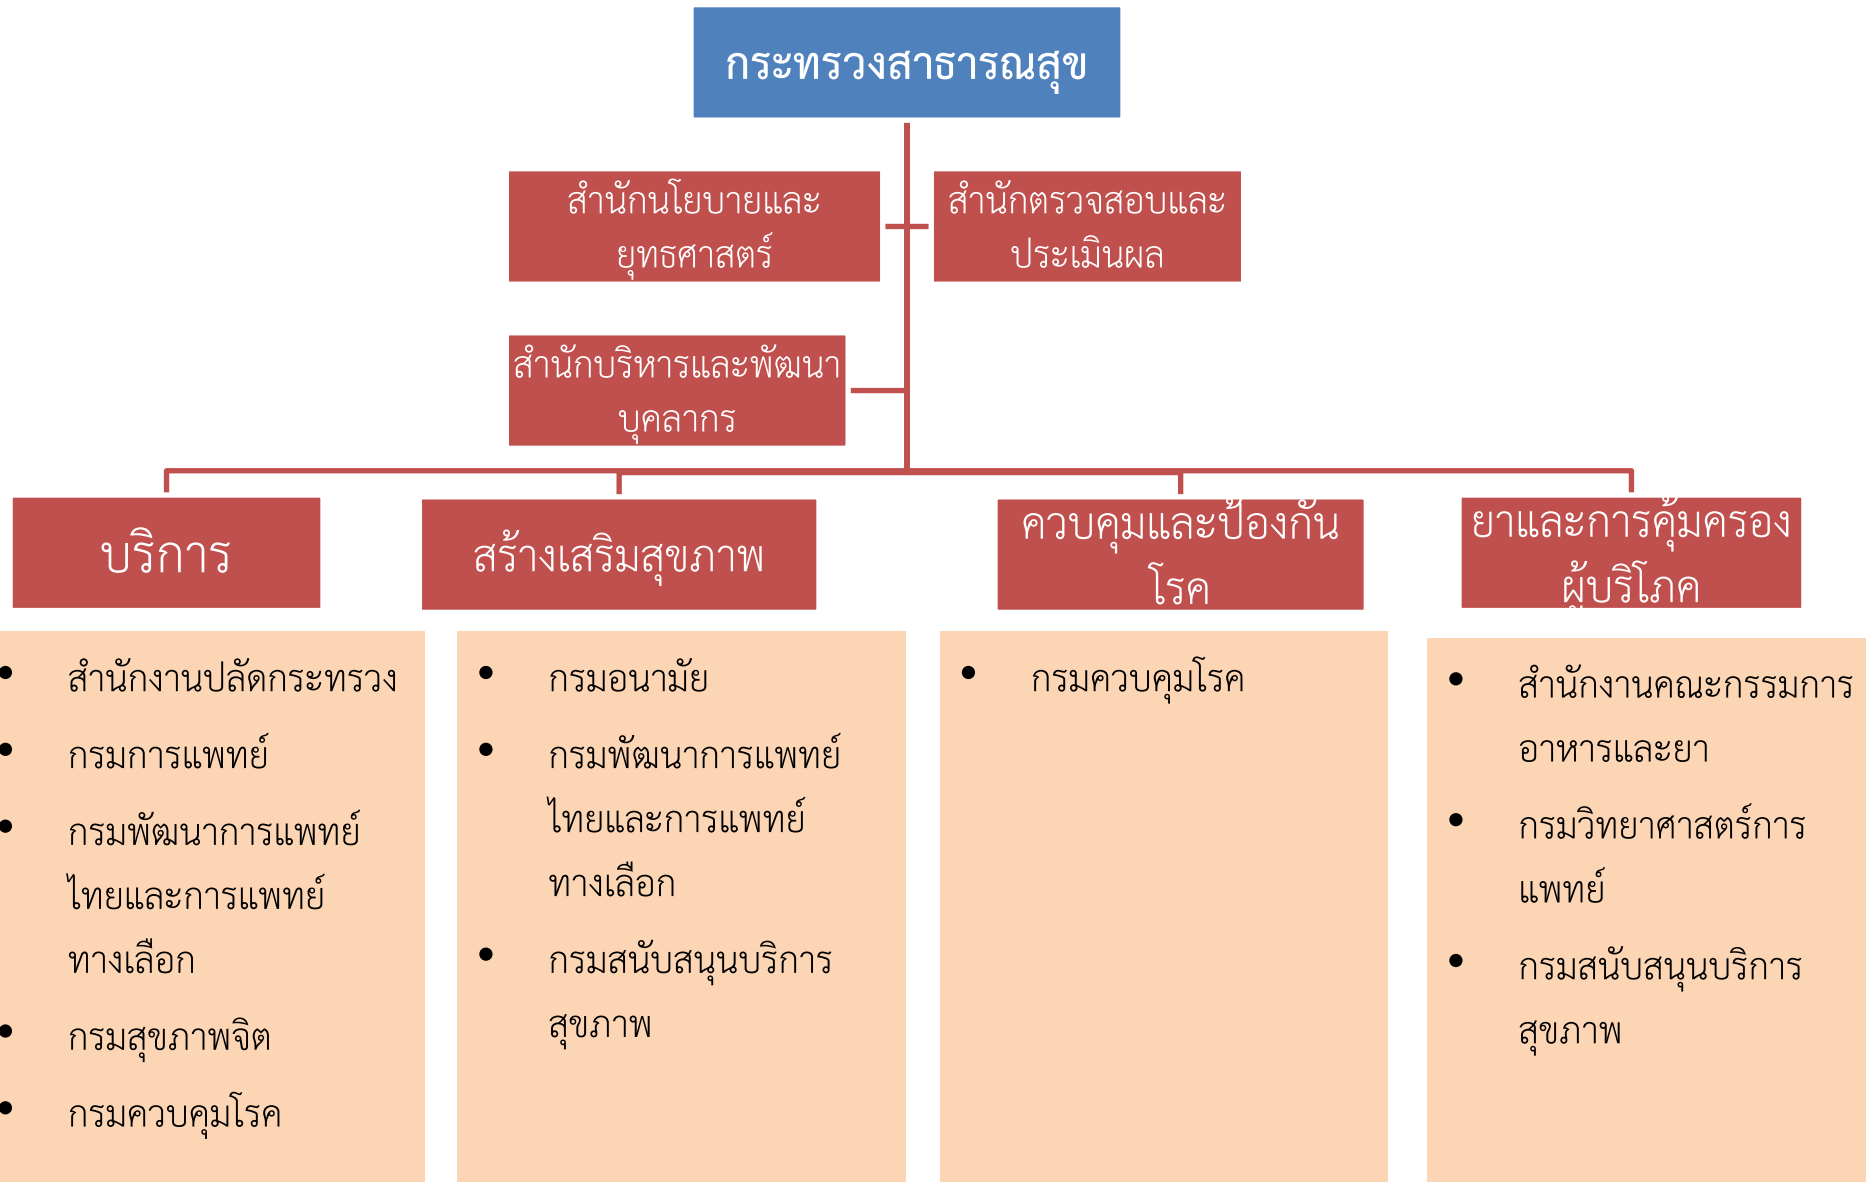 กระทรวงสาธารณสุข
สำนักนโยบายและ
ยุทธศาสตร์
สำนักตรวจสอบและ
ประเมินผล
สำนักบริหารและพัฒนา
บุคลากร
บริการ
สร้างเสริมสุขภาพ
ควบคุมและป้องกัน
โรค
ยาและการคุ้มครอง
ผู้บริโภค
• สำนักงานปลัดกระทรวง
• กรมการแพทย์
• กรมพัฒนาการแพทย์
ไทยและการแพทย์
ทางเลือก
• กรมสุขภาพจิต
• กรมควบคุมโรค
• กรมอนามัย
• กรมพัฒนาการแพทย์
ไทยและการแพทย์
ทางเลือก
• กรมสนับสนุนบริการ
สุขภาพ
• กรมควบคุมโรค
• สำนักงานคณะกรรมการ
อาหารและยา
• กรมวิทยาศาสตร์การ
แพทย์
• กรมสนับสนุนบริการ
สุขภาพ